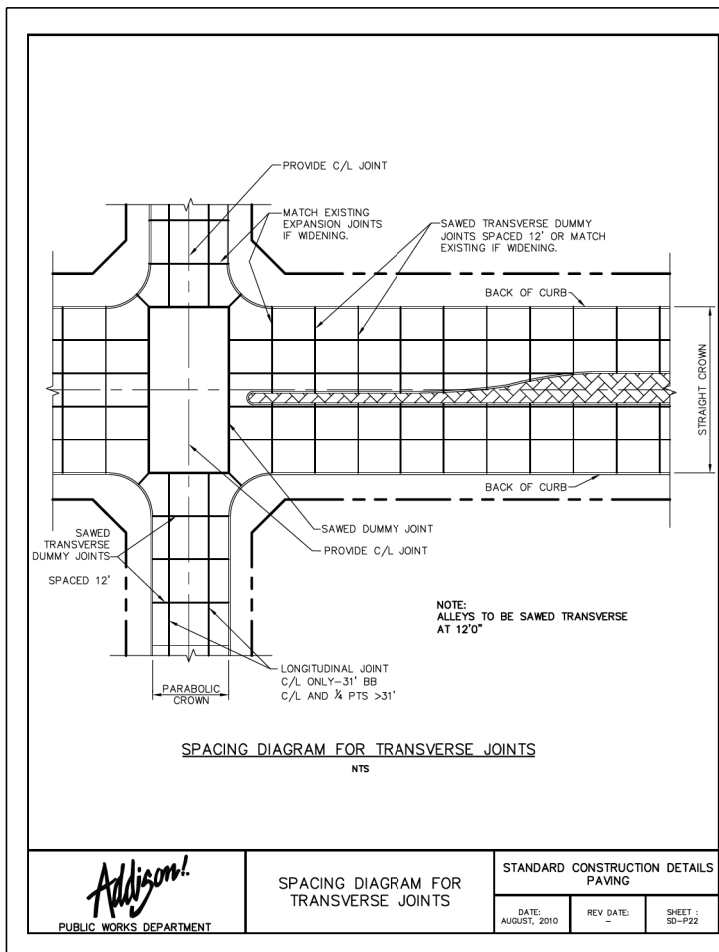 PROVIDE C/L JOINT
MATCH EXISTING
EXPANSION JOINTS
IF WIDENING.
SAWED TRANSVERSE DUMMY
JOINTS SPACED 12' OR MATCH
EXISTING IF WIDENING.
BACK OF CURB
STRAIGHT CROWN
BACK OF CURB
SAWED
TRANSVERSE
DUMMY JOINTS
SPACED 12'
SAWED DUMMY JOINT
PROVIDE C/L JOINT
NOTE:
ALLEYS TO BE SAWED TRANSVERSE
AT 12'0"
LONGITUDINAL JOINT
C/L ONLY-31' BB
C/L AND ¼ PTS >31'
PARABOLIC
CROWN
SPACING DIAGRAM FOR TRANSVERSE JOINTS
NTS
Addison!
PUBLIC WORKS DEPARTMENT
SPACING DIAGRAM FOR
TRANSVERSE JOINTS
STANDARD CONSTRUCTION DETAILS
PAVING
DATE:
AUGUST, 2010
REV DATE:
-
SHEET :
SD-P22